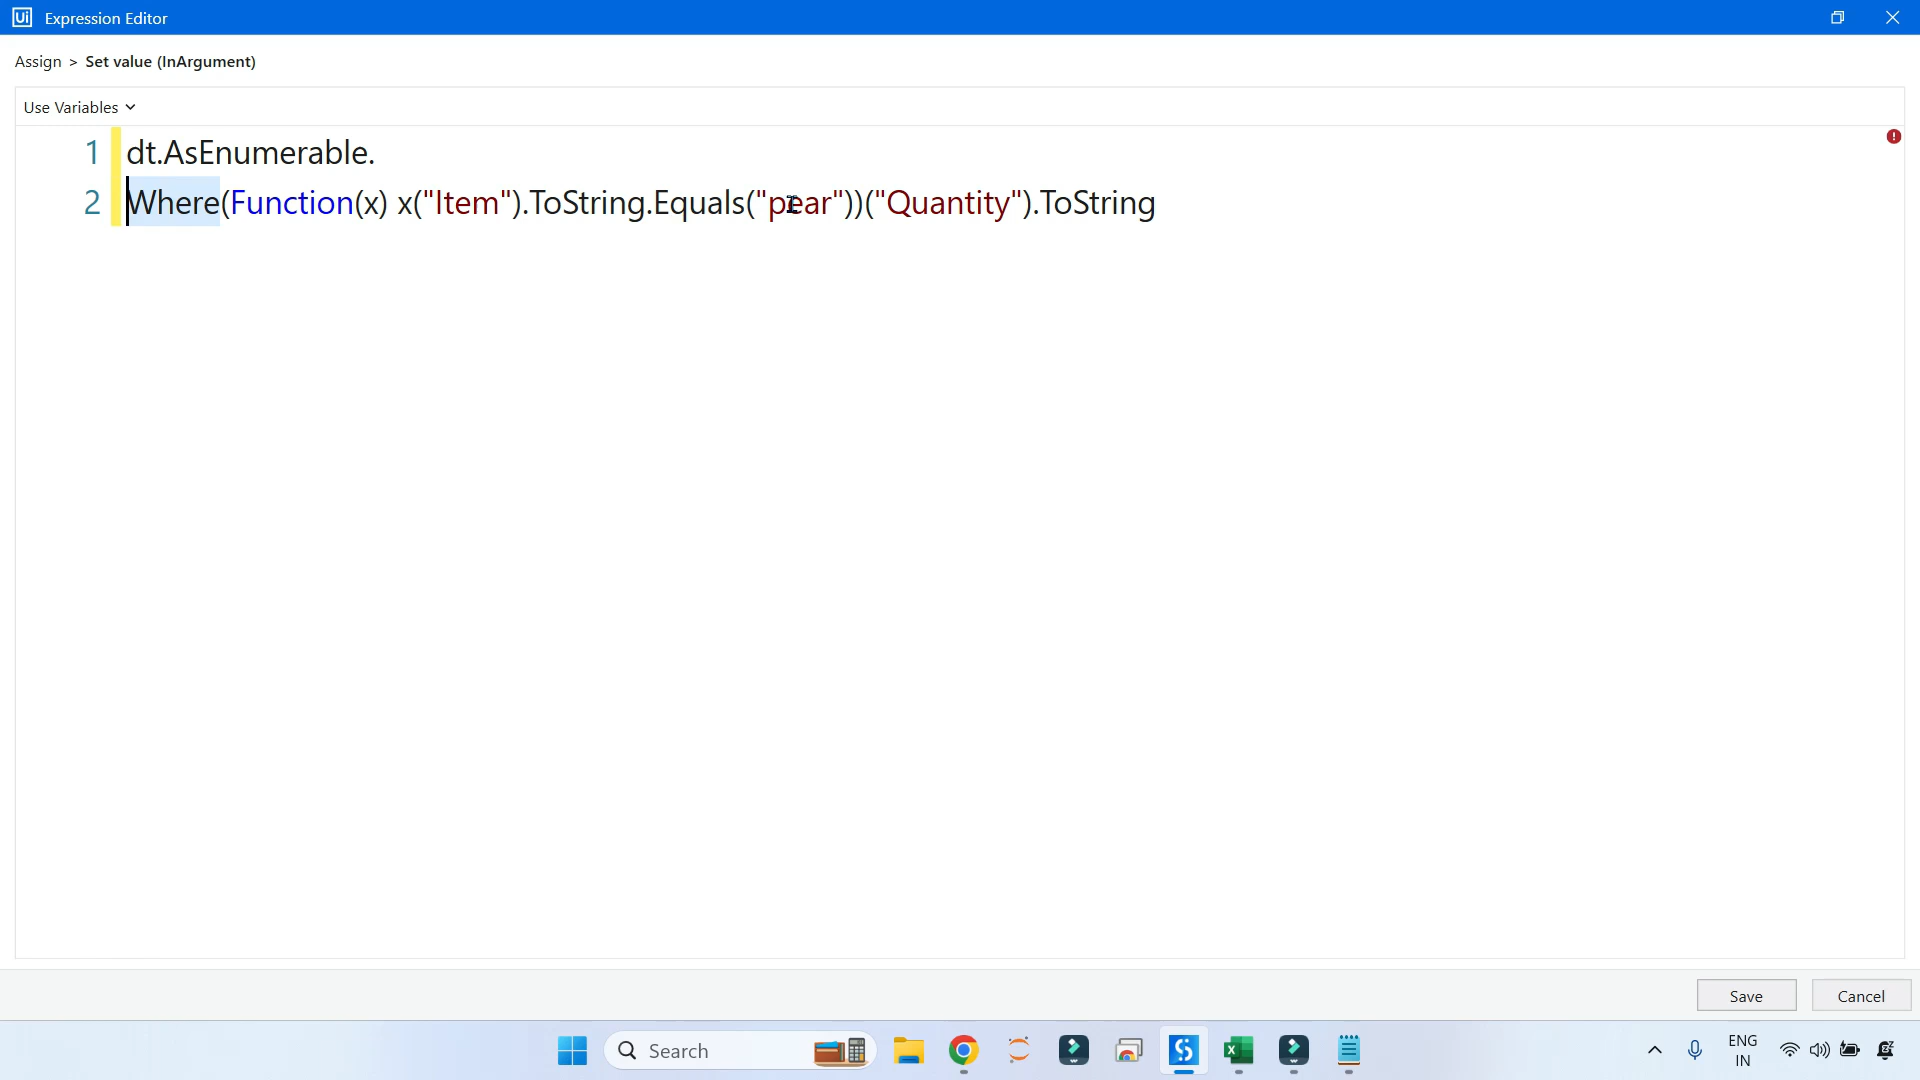 Ui Expression Editor
Assign > Set value (InArgument)
Use Variables
1 dt.AsEnumerable.
2 Where(Function(x) x("Item").ToString.Equals("pear"))("Quantity").ToString
Save Cancel
Search
ENG
IN